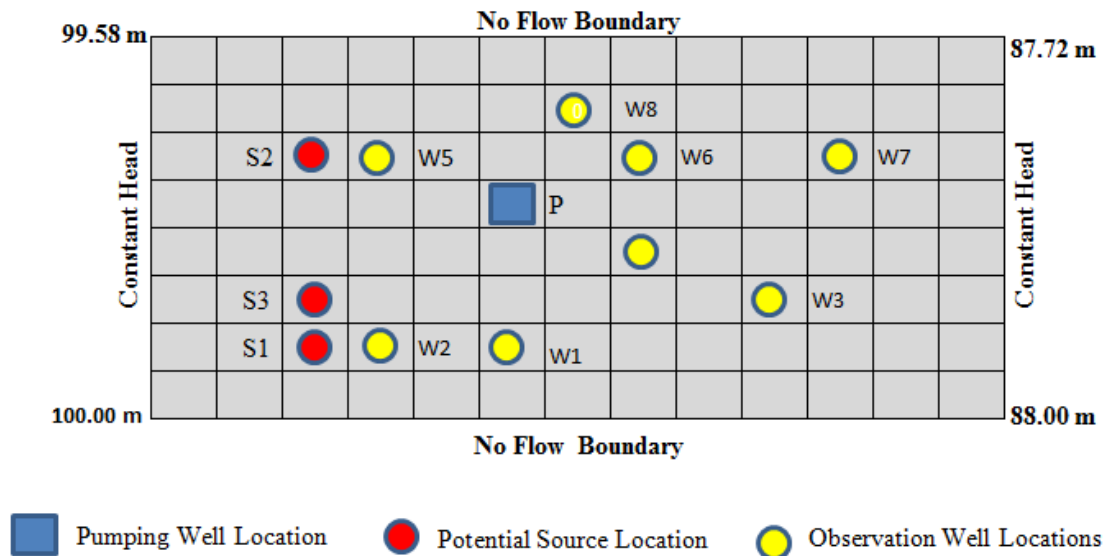 No Flow Boundary
99.58 m
87.72 m
0
W8
S2
W5
W6
W7
P
Constant Head
Constant Head
S3
W3
S1
W2
W1
100.00 m
88.00 m
No Flow Boundary
Pumping Well Location
Potential Source Location
Observation Well Locations